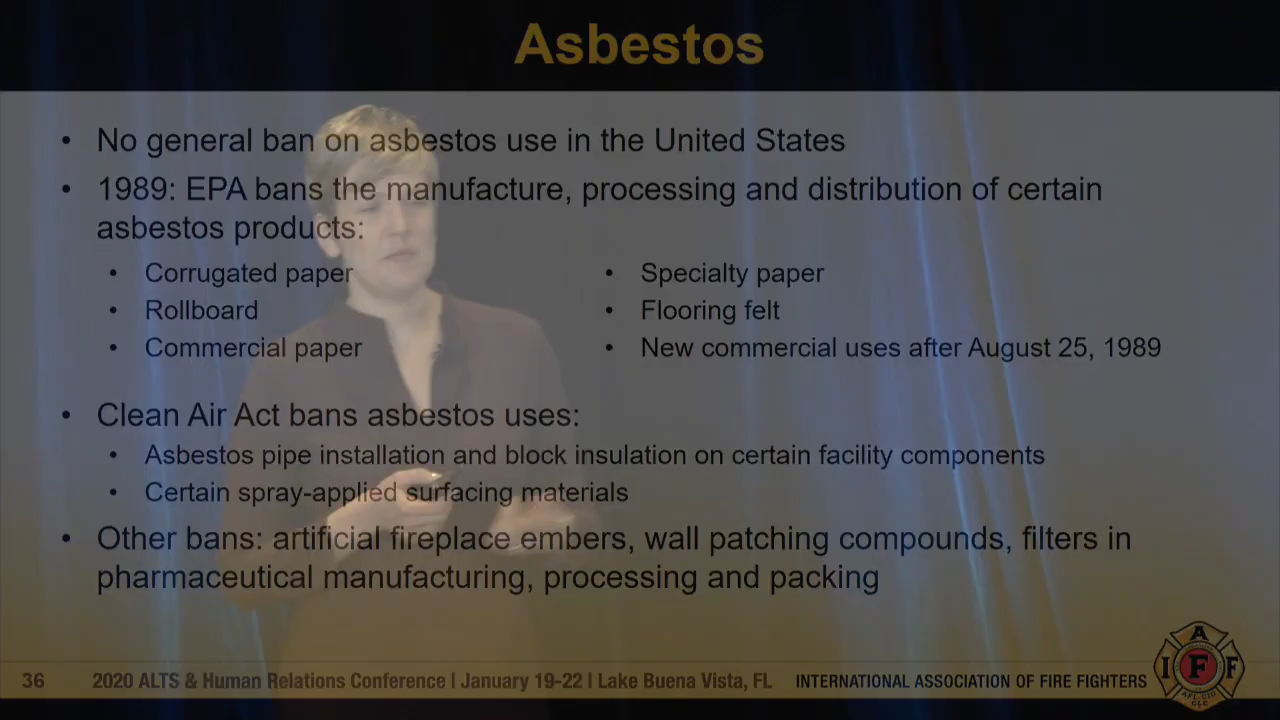 Asbestos
• No general ban on asbestos use in the United States
• 1989: EPA bans the manufacture, processing and distribution of certain
asbestos products:
• Corrugated paper
• Rollboard
• Commercial paper
• Specialty paper
• Flooring felt
• New commercial uses after August 25, 1989
• Clean Air Act bans asbestos uses:
• Asbestos pipe installation and block insulation on certain facility components
• Certain spray-applied surfacing materials
• Other bans: artificial fireplace embers, wall patching compounds, filters in
pharmaceutical manufacturing, processing and packing
36 2020 ALTS & Human Relations Conference | January 19-22 | Lake Buena Vista, FL INTERNATIONAL ASSOCIATION OF FIRE FIGHTERS
I A F F
AFL-CIO
CLC